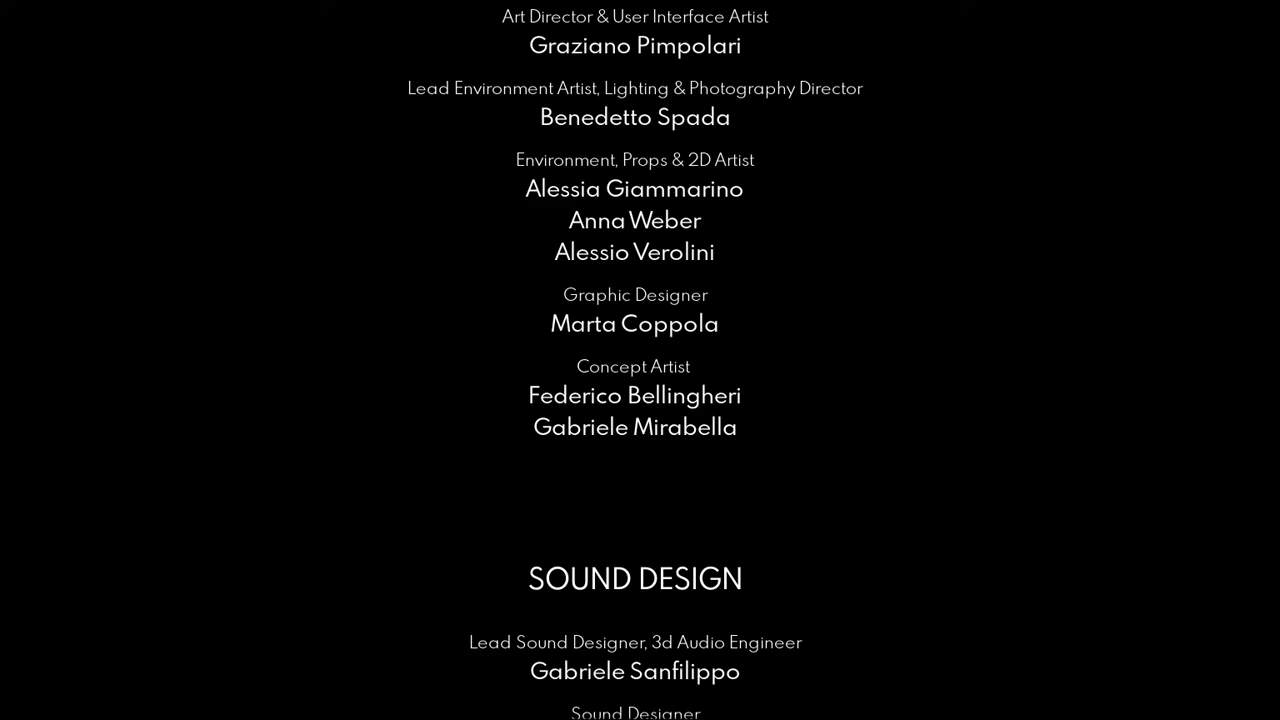 Art Director & User Interface Artist
Graziano Pimpolari
Lead Environment Artist, Lighting & Photography Director
Benedetto Spada
Environment, Props & 2D Artist
Alessia Giammarino
Anna Weber
Alessio Verolini
Graphic Designer
Marta Coppola
Concept Artist
Federico Bellingheri
Gabriele Mirabella
SOUND DESIGN
Lead Sound Designer, 3d Audio Engineer
Gabriele Sanfilippo
Sound Designer